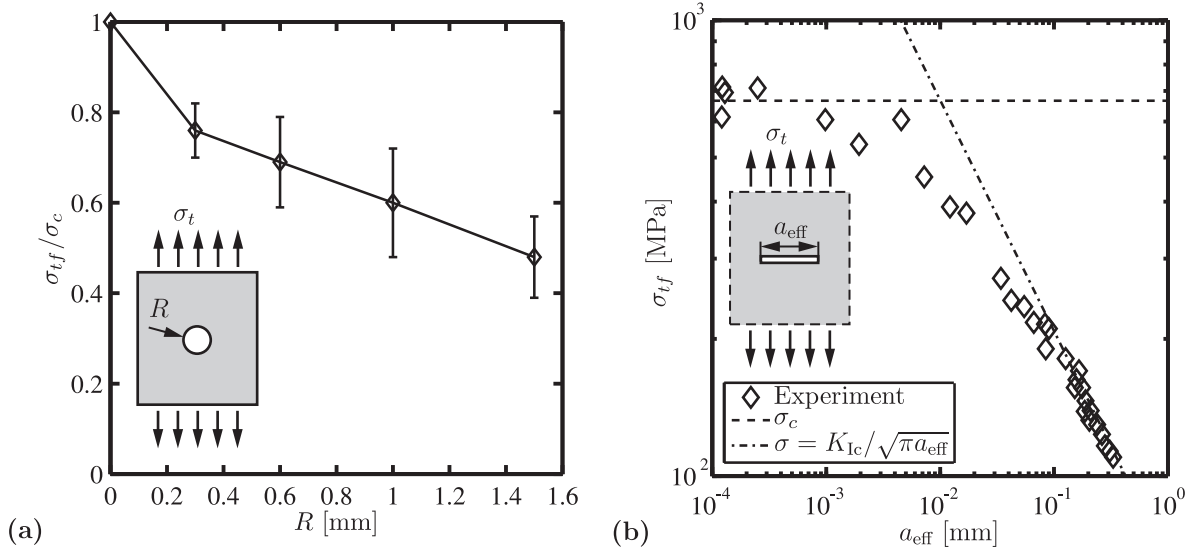 1
0.8
0.6
0.4
0.2
0
σ_tf/σ_c
σ_t
R
0 0.2 0.4 0.6 0.8 1 1.2 1.4 1.6
R [mm]
(a)
10^3
10^2
σ_tf [MPa]
σ_t
a_eff
Experiment
σ_c
σ = K_Ic/√πa_eff
10^-4 10^-3 10^-2 10^-1 10^0
a_eff [mm]
(b)